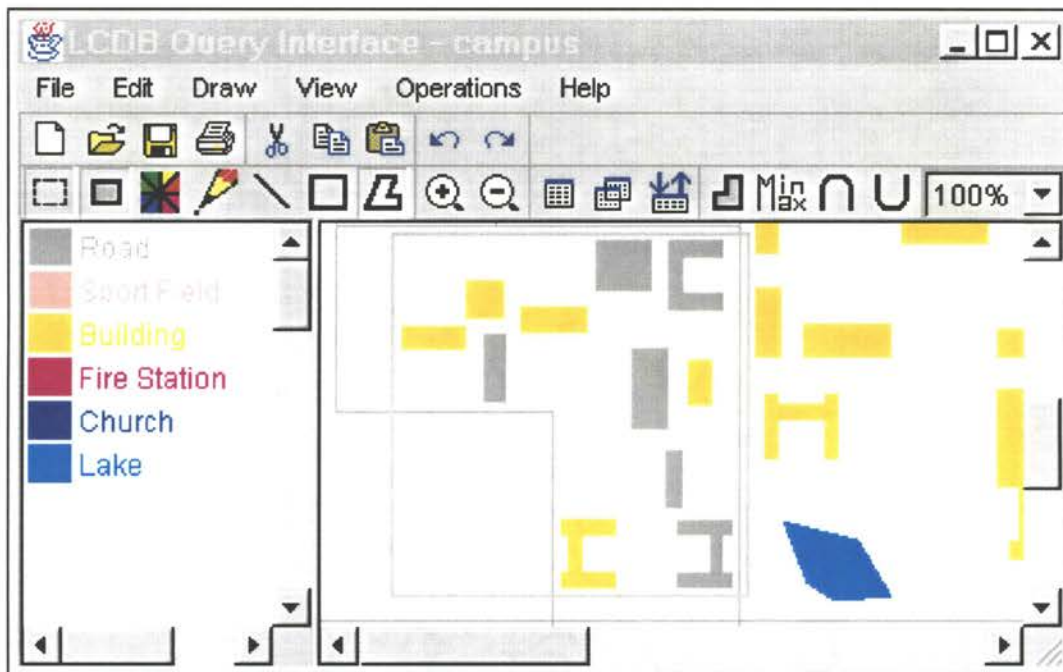 LCDB Query Interface - campus
File Edit Draw View Operations Help
Min ax 100%
Road
Sport Field
Building
Fire Station
Church
Lake